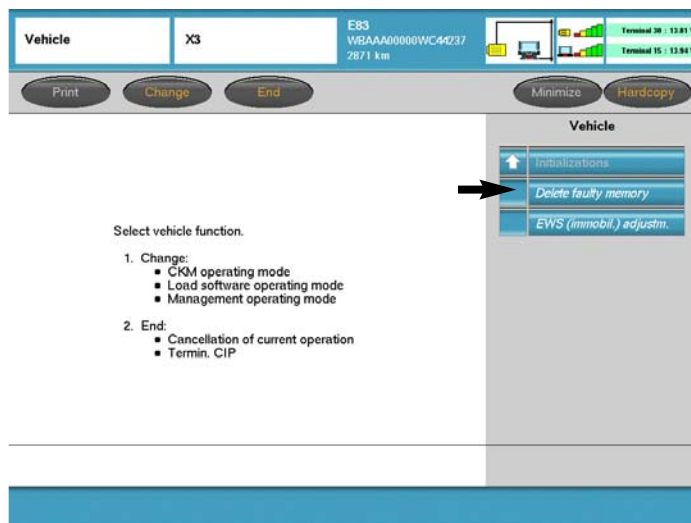 Vehicle
X3
E83
WBAAA00000WC44237
2871 km
Terminal 30 : 13.81 V
Terminal 15 : 13.94 V
Print
Change
End
Minimize
Hardcopy
Vehicle
Initializations
Delete faulty memory
EWS (immobil.) adjustm.
Select vehicle function.
1. Change:
▪ CKM operating mode
▪ Load software operating mode
▪ Management operating mode
2. End:
▪ Cancellation of current operation
▪ Termin. CIP